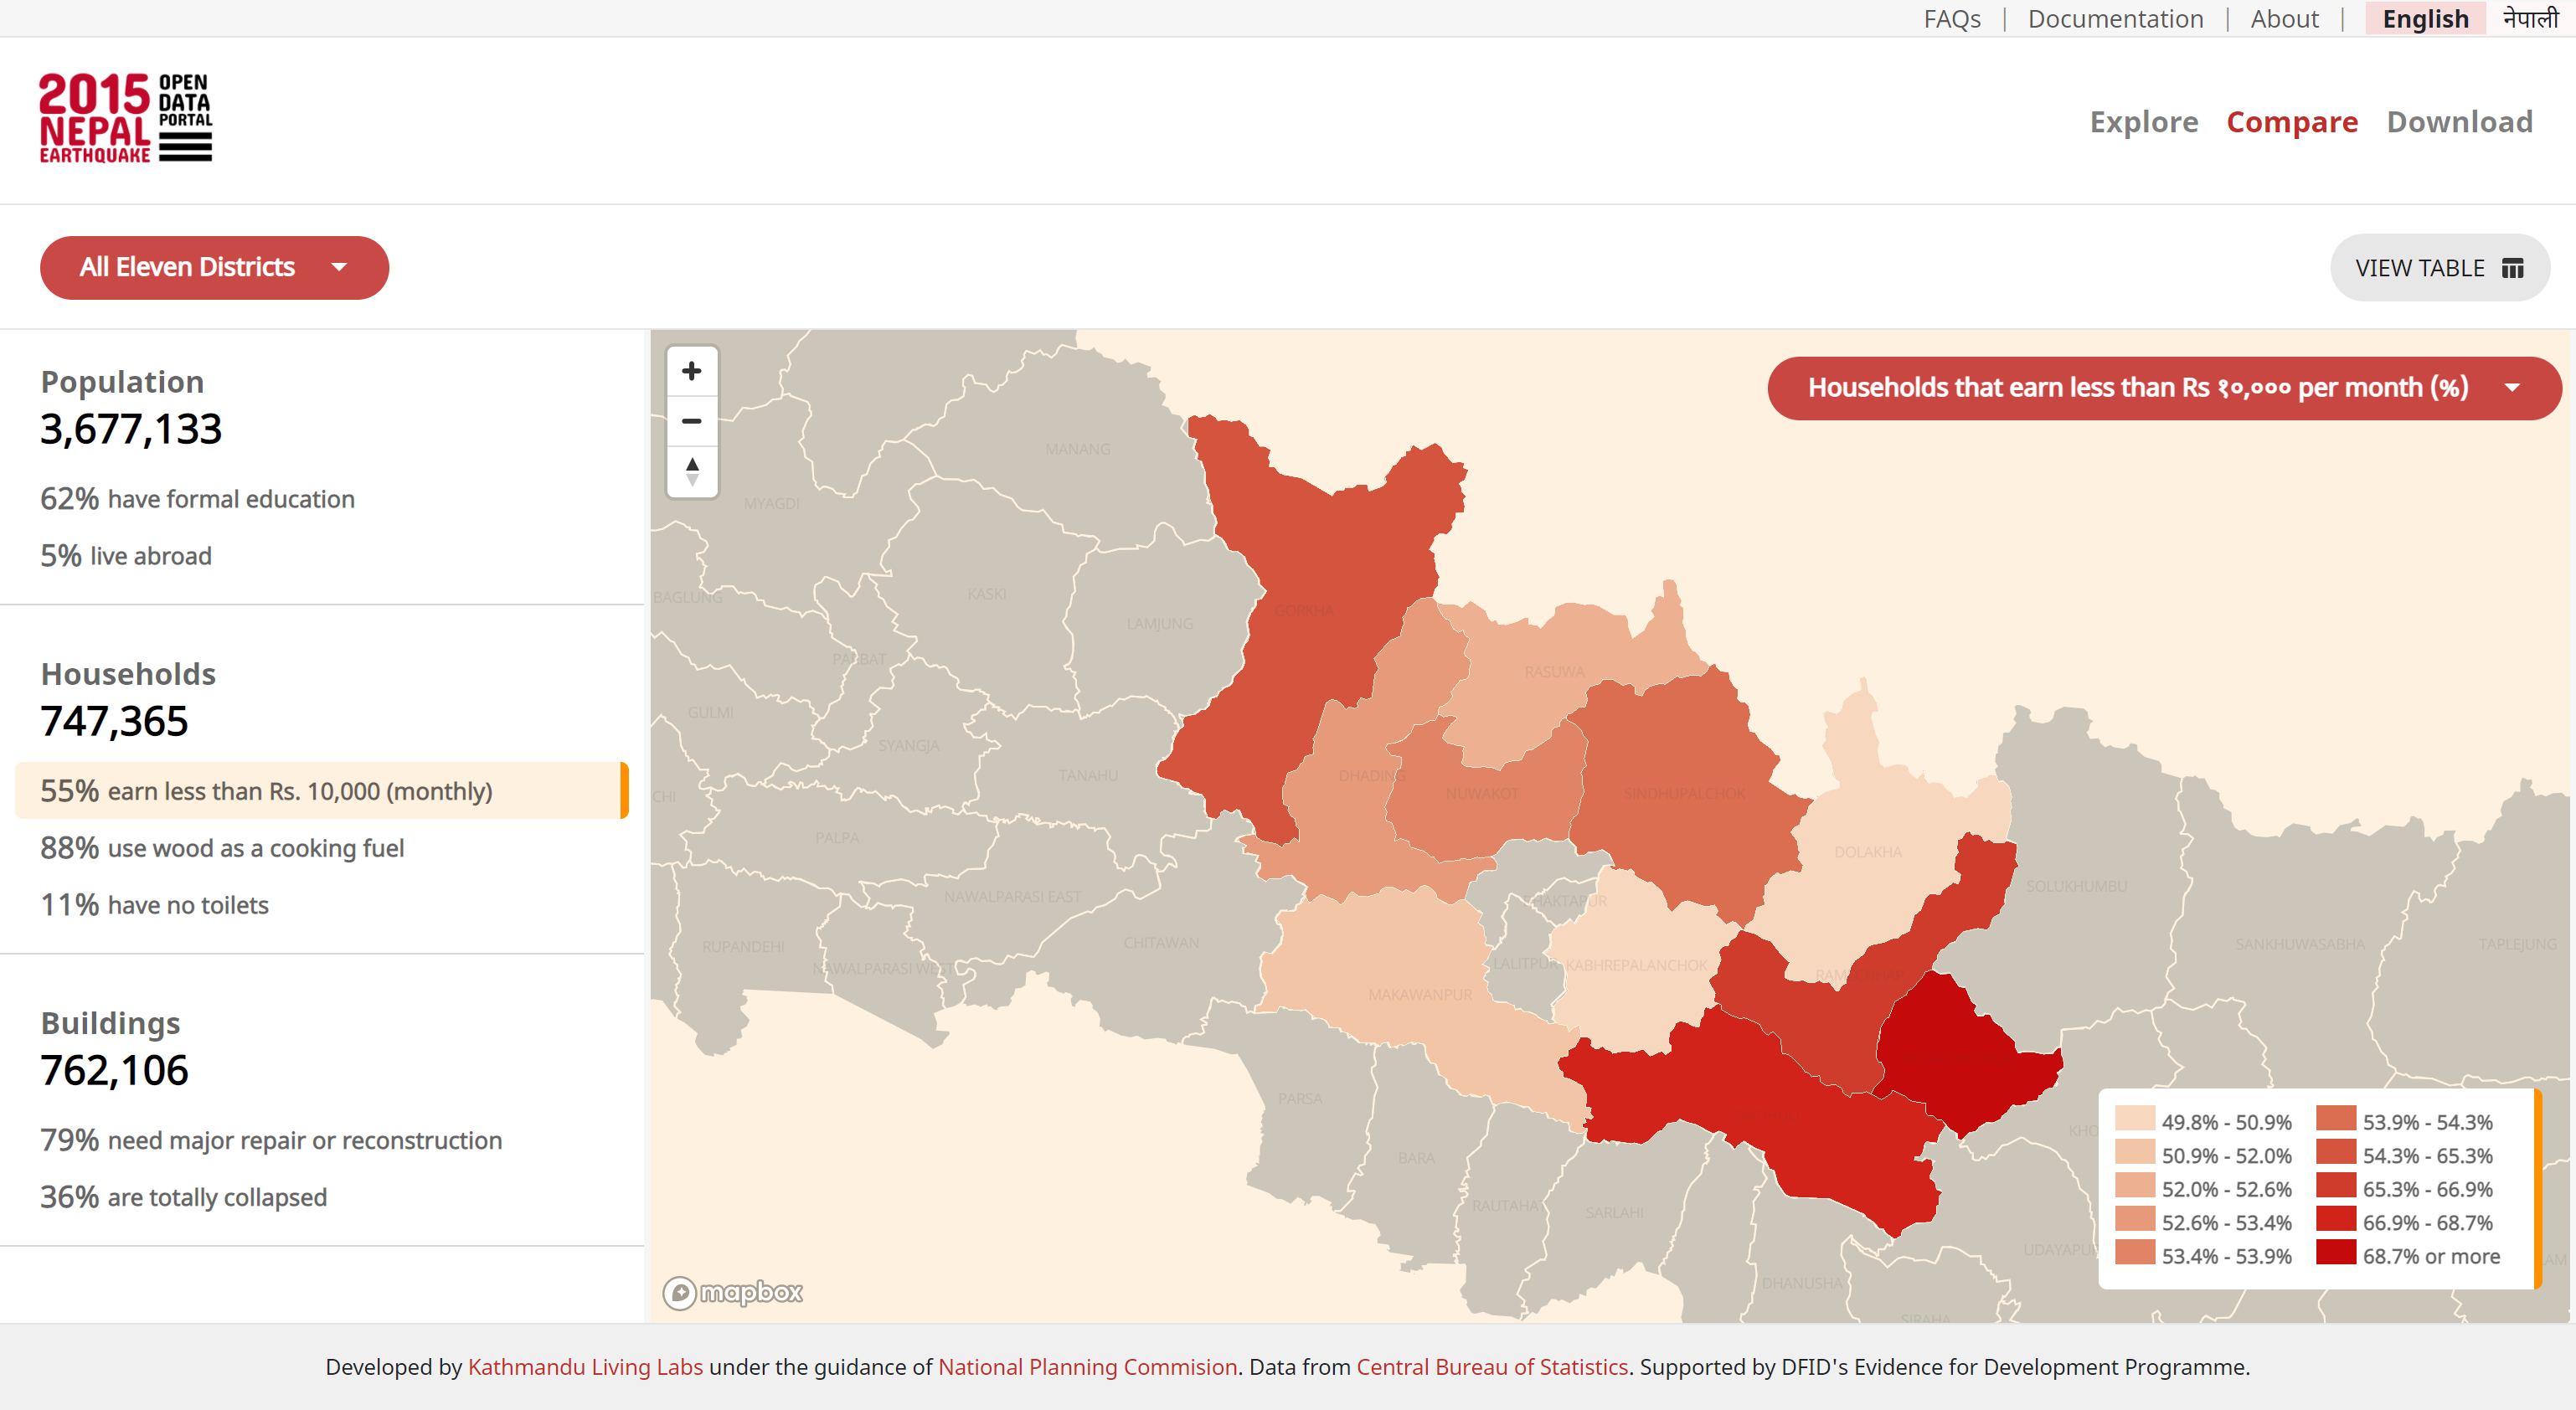 FAQs | Documentation | About | English नेपाली
2015
NEPAL
EARTHQUAKE
OPEN
DATA
PORTAL
Explore Compare Download
All Eleven Districts
VIEW TABLE
Population
3,677,133
62% have formal education
5% live abroad
Households
747,365
55% earn less than Rs. 10,000 (monthly)
88% use wood as a cooking fuel
11% have no toilets
Buildings
762,106
79% need major repair or reconstruction
36% are totally collapsed
Households that earn less than Rs १०,००० per month (%)
MANANG
MYAGDI
KASKI
BAGLUNG
GORKHA
LAMJUNG
PARBAT
RASUWA
GULMI
SYANGJA
TANAHU
DHADING
NUWAKOT
SINDHUPALCHOK
CHI
PALPA
DOLAKHA
SOLUKHUMBU
NAWALPARASI EAST
BHAKTAPUR
CHITAWAN
SANKHUWASABHA
TAPLEJUNG
RUPANDEHI
NAWALPARASI WEST
LALITPUR
KABHREPALANCHOK
MAKAWANPUR
PARSA
KHO
BARA
RAUTAHAT
SARLAHI
UDAYAPUR
DHANUSHA
SIRAHA
49.8% - 50.9%
50.9% - 52.0%
52.0% - 52.6%
52.6% - 53.4%
53.4% - 53.9%
53.9% - 54.3%
54.3% - 65.3%
65.3% - 66.9%
66.9% - 68.7%
68.7% or more
mapbox
Developed by Kathmandu Living Labs under the guidance of National Planning Commision. Data from Central Bureau of Statistics. Supported by DFID's Evidence for Development Programme.